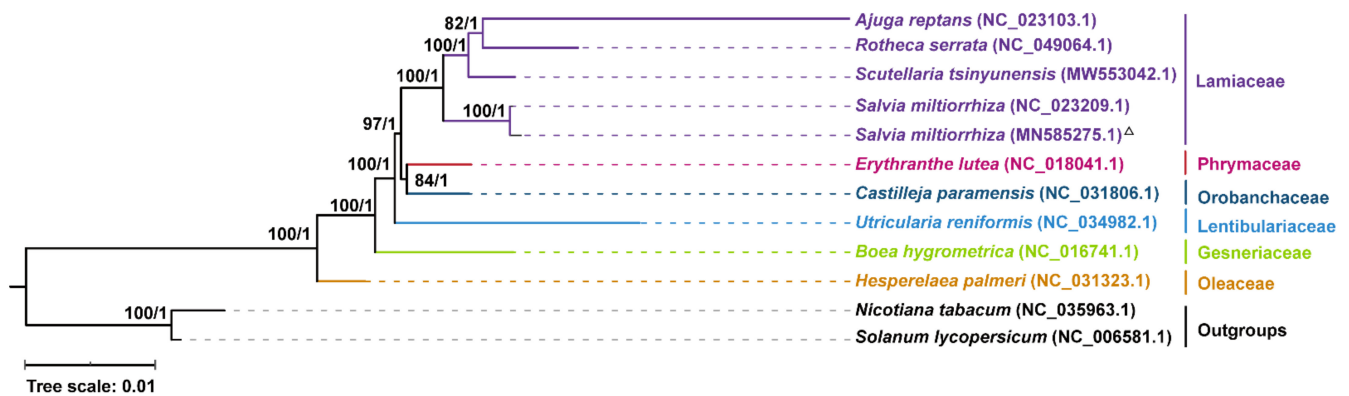 82/1
Ajuga reptans (NC_023103.1)
100/1
Rotheca serrata (NC_049064.1)
100/1
Scutellaria tsinyunensis (MW553042.1)
Lamiaceae
100/1
Salvia miltiorrhiza (NC_023209.1)
97/1
Salvia miltiorrhiza (MN585275.1)△
100/1
Erythranthe lutea (NC_018041.1)
Phrymaceae
84/1
Castilleja paramensis (NC_031806.1)
Orobanchaceae
100/1
Utricularia reniformis (NC_034982.1)
Lentibulariaceae
100/1
Boea hygrometrica (NC_016741.1)
Gesneriaceae
Hesperelaea palmeri (NC_031323.1)
Oleaceae
100/1
Nicotiana tabacum (NC_035963.1)
Outgroups
Solanum lycopersicum (NC_006581.1)
Tree scale: 0.01